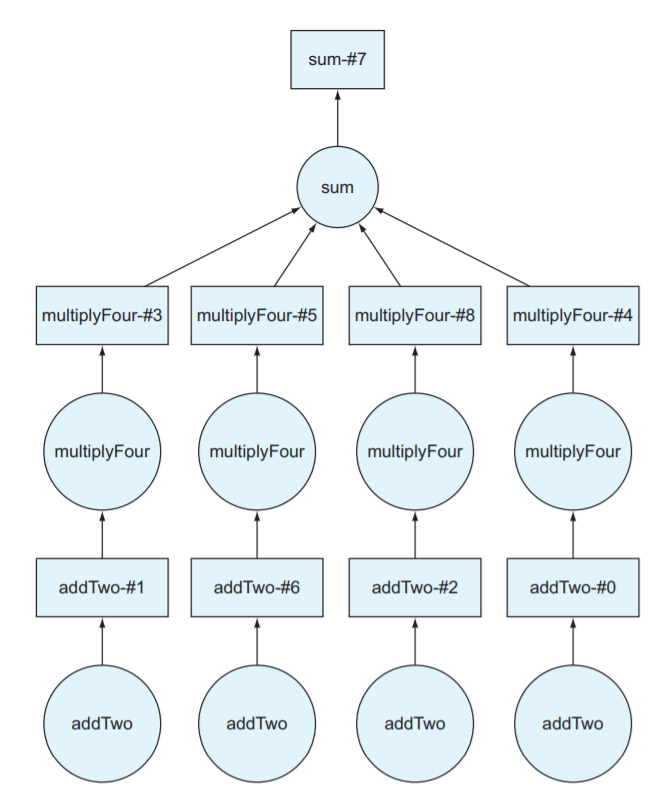 sum-#7
sum
multiplyFour-#3
multiplyFour-#5
multiplyFour-#8
multiplyFour-#4
multiplyFour
multiplyFour
multiplyFour
multiplyFour
addTwo-#1
addTwo-#6
addTwo-#2
addTwo-#0
addTwo
addTwo
addTwo
addTwo